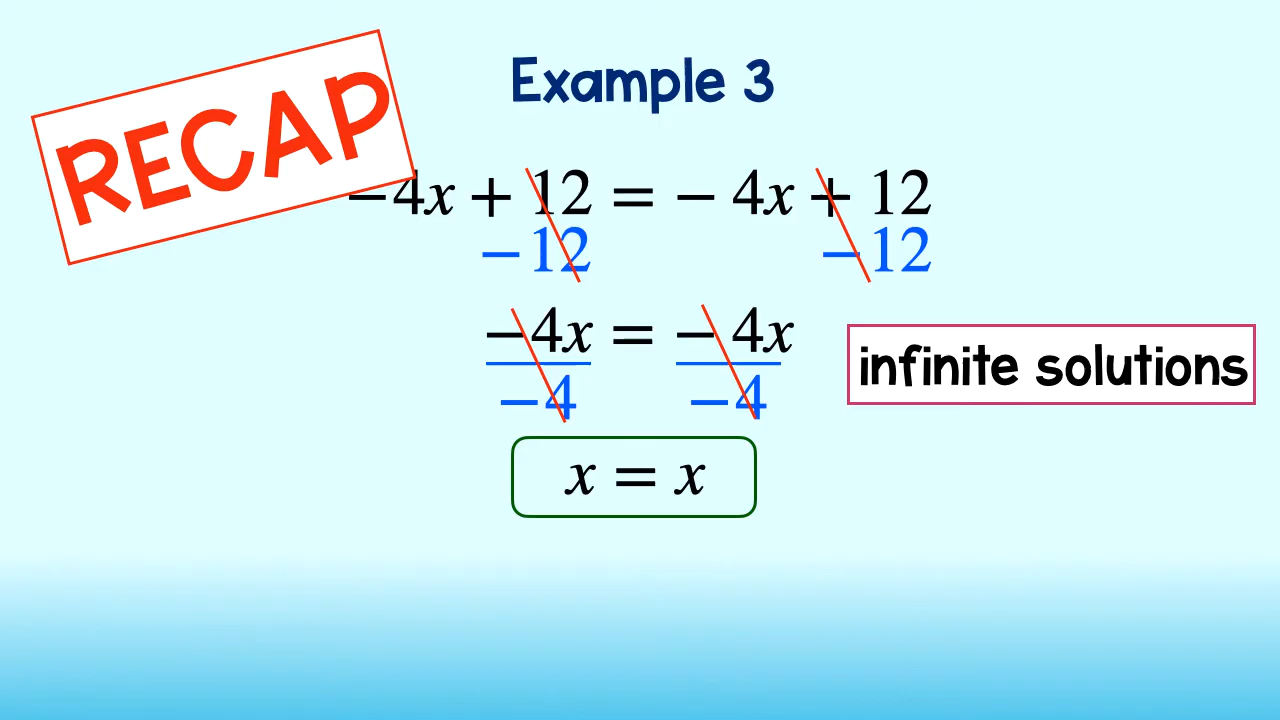 RECAP
Example 3
−4x + 12 = − 4x + 12
−12 −12
−4x = − 4x
−4 −4
infinite solutions
x = x